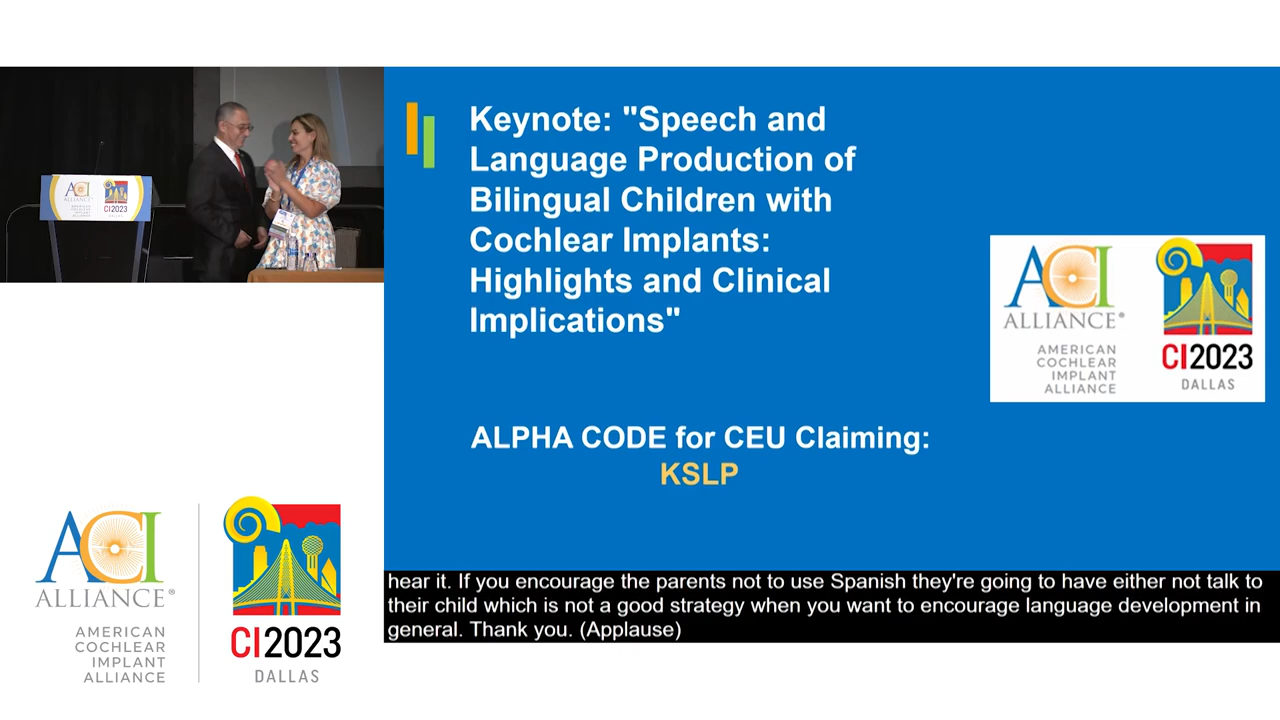 ACI
ALLIANCE
CI2023
Keynote: "Speech and
Language Production of
Bilingual Children with
Cochlear Implants:
Highlights and Clinical
Implications"
ALPHA CODE for CEU Claiming:
KSLP
ACI
ALLIANCE®
AMERICAN
COCHLEAR
IMPLANT
ALLIANCE
CI2023
DALLAS
hear it. If you encourage the parents not to use Spanish they're going to have either not talk to
their child which is not a good strategy when you want to encourage language development in
general. Thank you. (Applause)
ACI
ALLIANCE®
AMERICAN
COCHLEAR
IMPLANT
ALLIANCE
CI2023
DALLAS